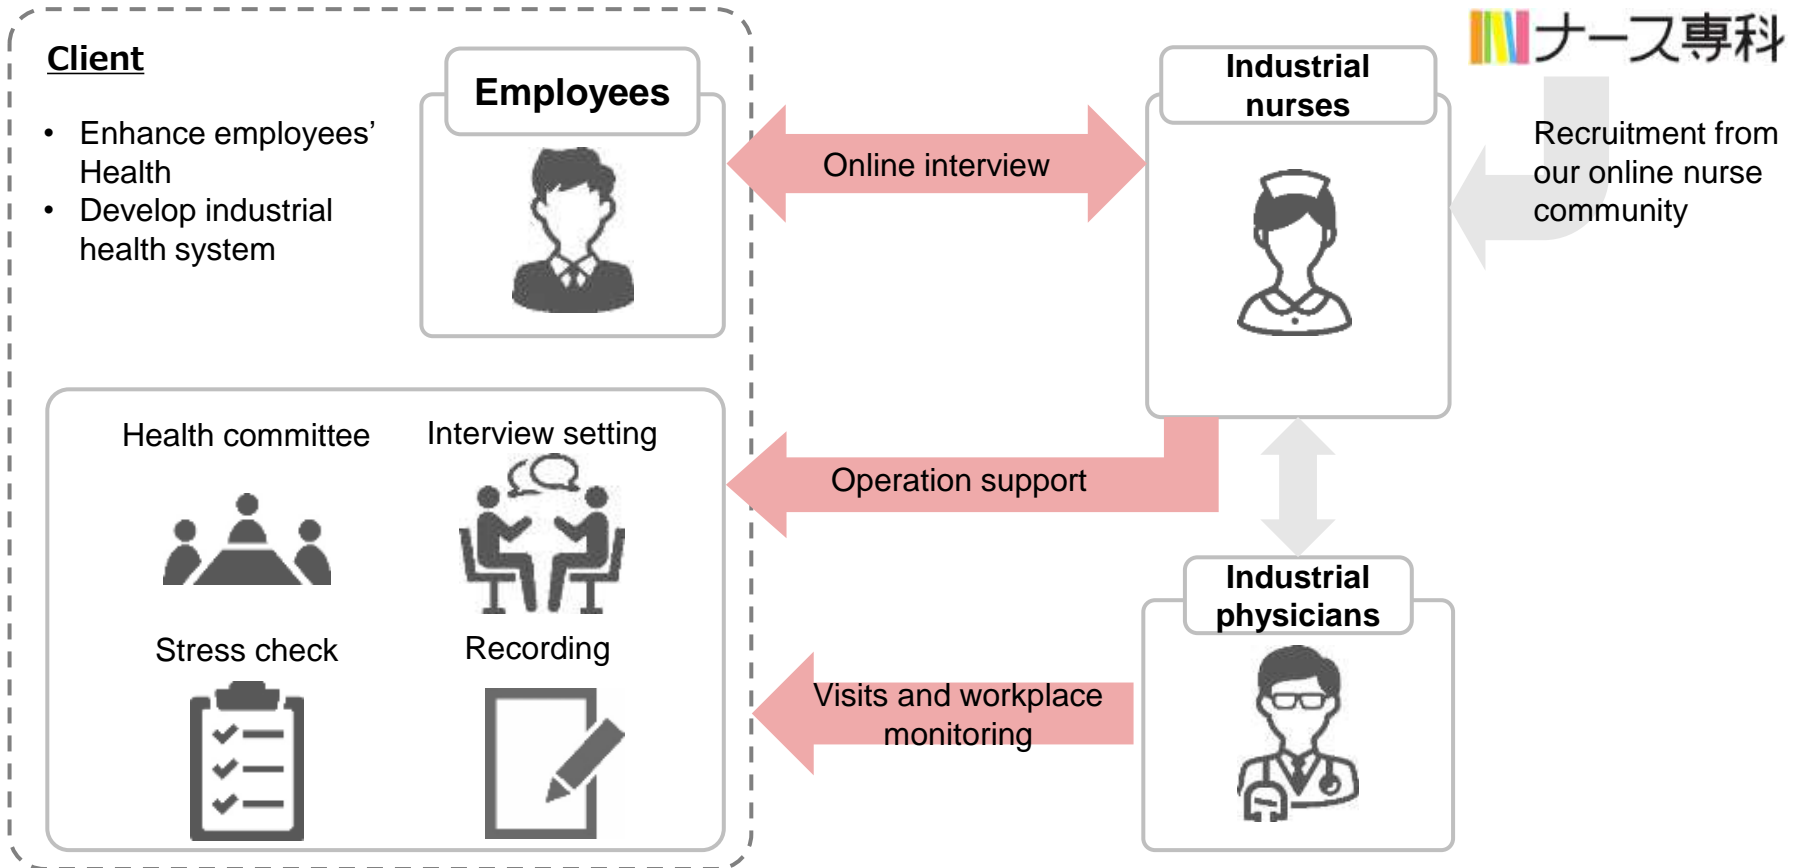 Client
• Enhance employees’
Health
• Develop industrial
health system
Employees
Online interview
Industrial
nurses
ナース専科
Recruitment from
our online nurse
community
Health committee
Interview setting
Operation support
Stress check
Recording
Industrial
physicians
Visits and workplace
monitoring